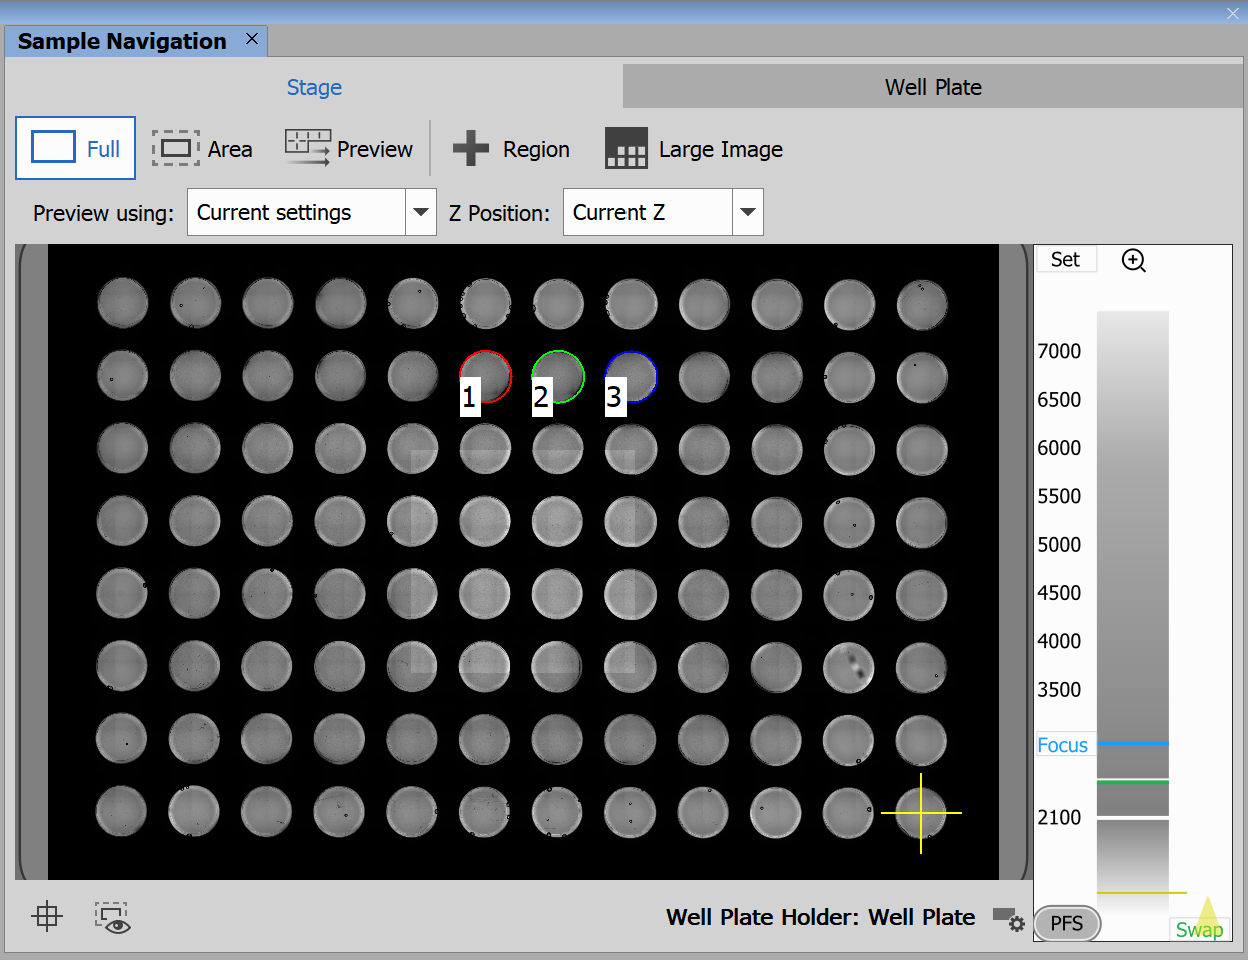 Sample Navigation
Stage
Well Plate
Full
Area
Preview
Region
Large Image
Preview using:
Current settings
Z Position:
Current Z
Set
7000
6500
6000
5500
5000
4500
4000
3500
Focus
2100
1
2
3
Well Plate Holder: Well Plate
PFS
Swap